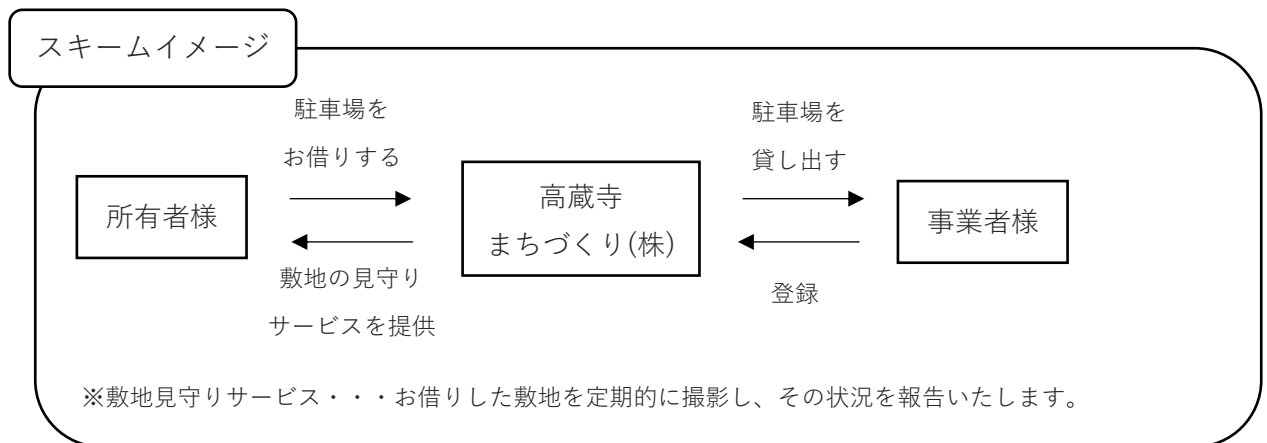 スキームイメージ
駐車場を
お借りする
駐車場を
貸し出す
所有者様
高蔵寺
まちづくり(株)
事業者様
敷地の見守り
サービスを提供
登録
※敷地見守りサービス・・・お借りした敷地を定期的に撮影し、その状況を報告いたします。